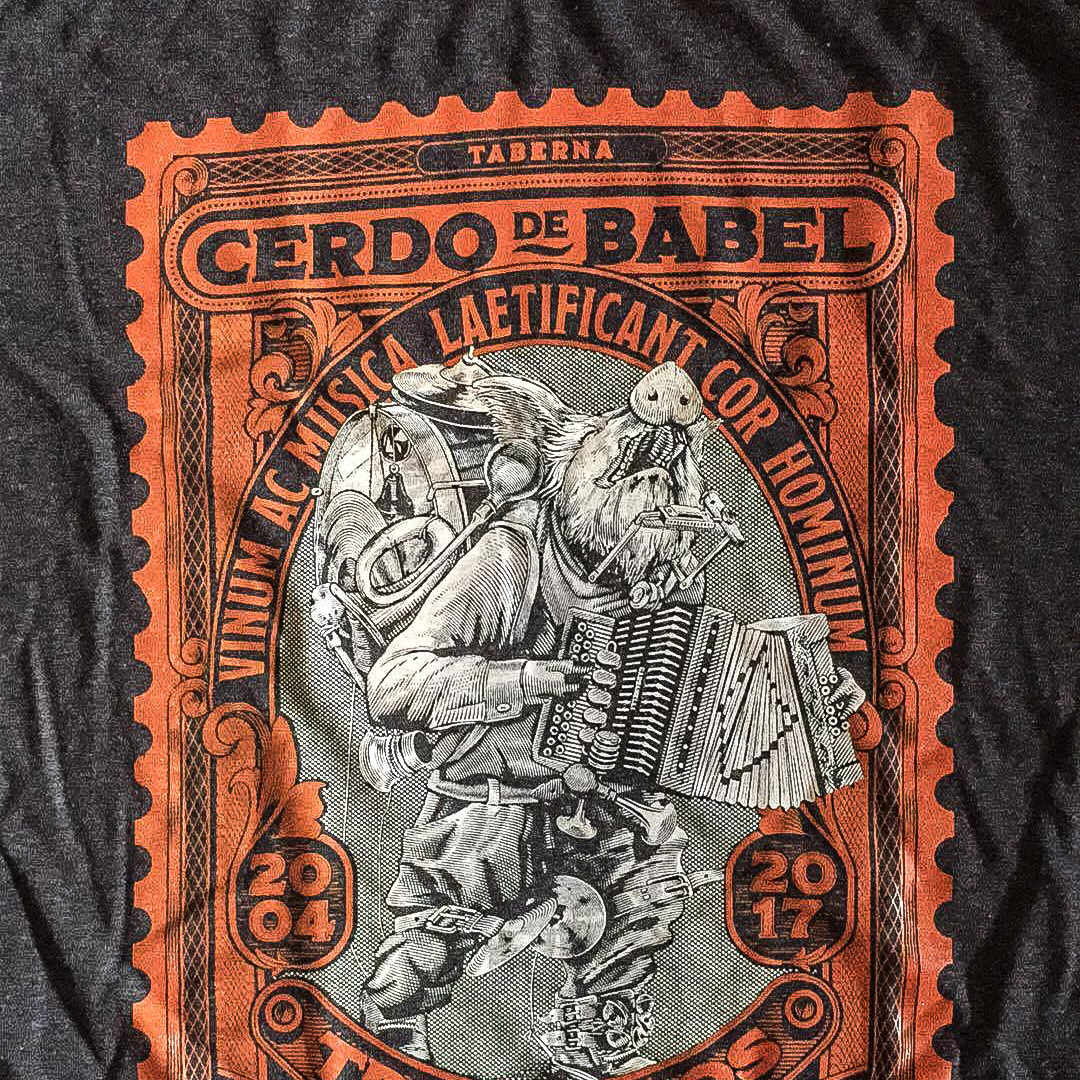 TABERNA
CERDO DE BABEL
VINUM AC MUSICA LAETIFICANT COR HOMINUM
20
04
20
17